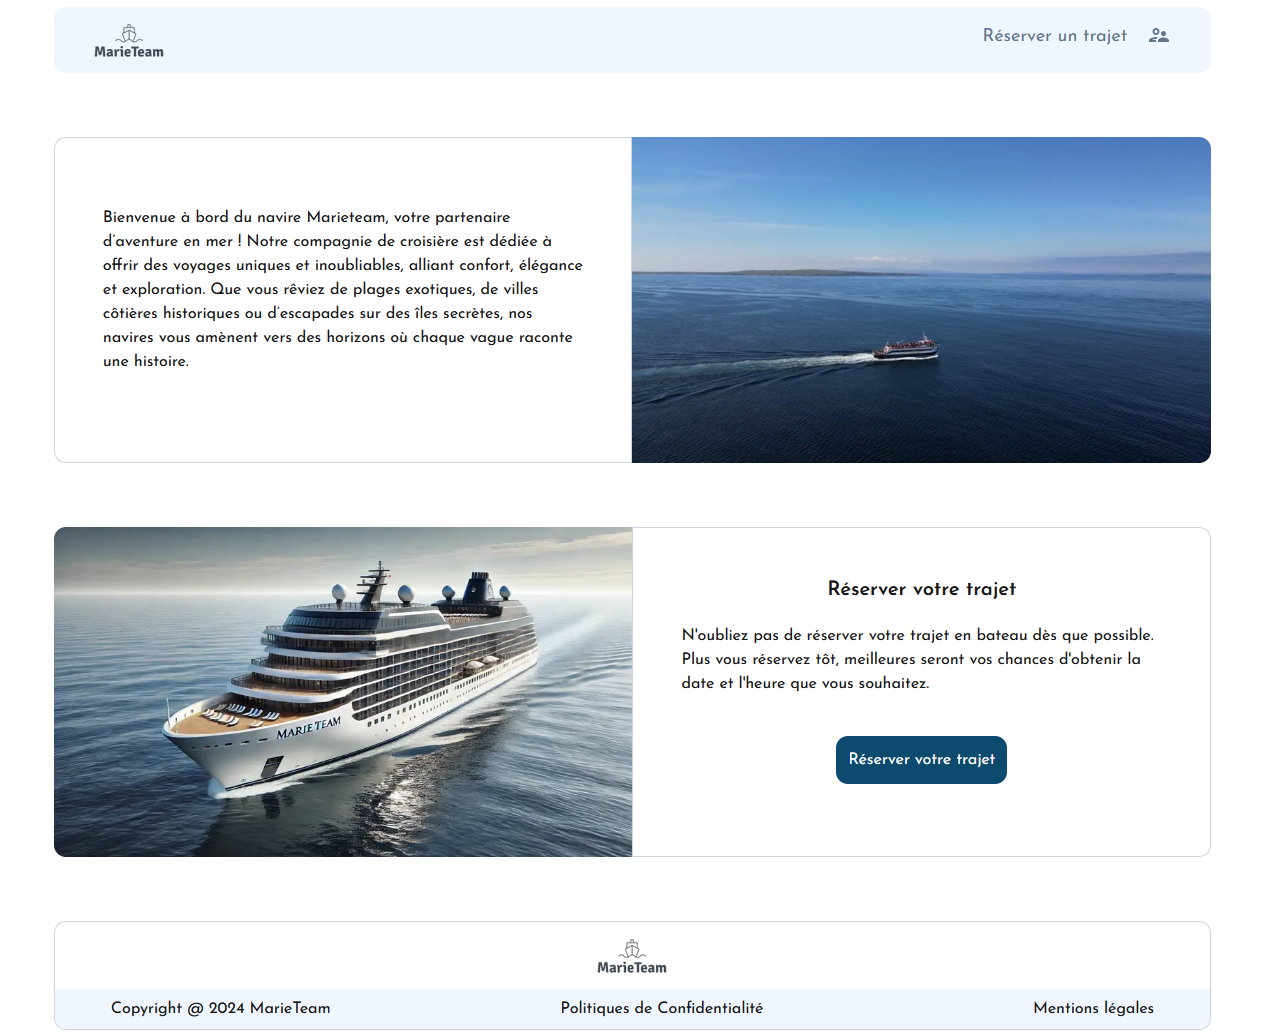 MarieTeam
Réserver un trajet
Bienvenue à bord du navire Marieteam, votre partenaire
d’aventure en mer ! Notre compagnie de croisière est dédiée à
offrir des voyages uniques et inoubliables, alliant confort, élégance
et exploration. Que vous rêviez de plages exotiques, de villes
côtières historiques ou d’escapades sur des îles secrètes, nos
navires vous amènent vers des horizons où chaque vague raconte
une histoire.
MARIE TEAM
Réserver votre trajet
N'oubliez pas de réserver votre trajet en bateau dès que possible.
Plus vous réservez tôt, meilleures seront vos chances d'obtenir la
date et l'heure que vous souhaitez.
Réserver votre trajet
MarieTeam
Copyright @ 2024 MarieTeam
Politiques de Confidentialité
Mentions légales